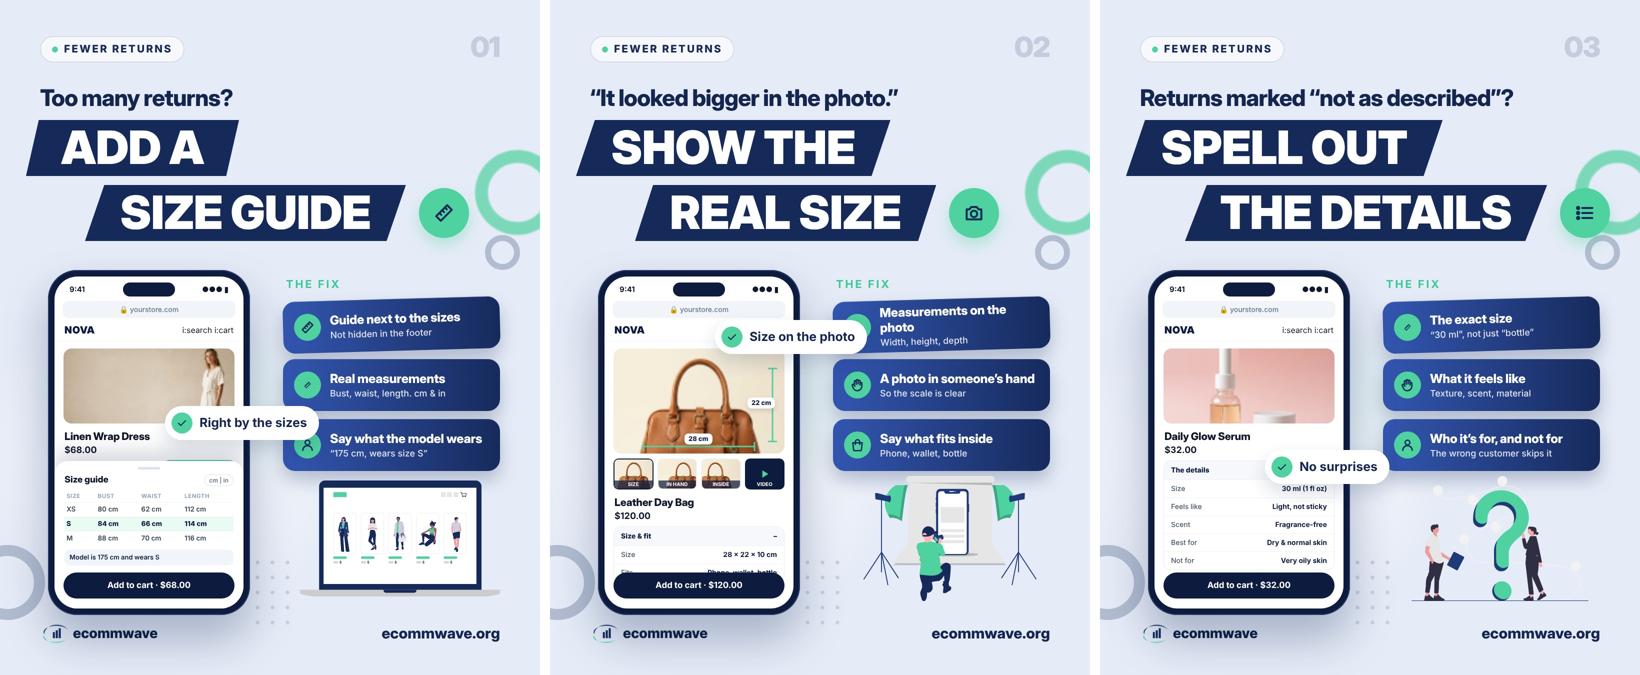 FEWER RETURNS
01
Too many returns?
ADD A
SIZE GUIDE
9:41
yourstore.com
NOVA
i:search i:cart
Linen Wrap Dress
$68.00
Right by the sizes
Size guide
cm | in
SIZE BUST WAIST LENGTH
XS 80 cm 62 cm 112 cm
S 84 cm 66 cm 114 cm
M 88 cm 70 cm 116 cm
Model is 175 cm and wears S
Add to cart · $68.00
THE FIX
Guide next to the sizes
Not hidden in the footer
Real measurements
Bust, waist, length. cm & in
Say what the model wears
“175 cm, wears size S”
ecommwave
ecommwave.org
FEWER RETURNS
02
“It looked bigger in the photo.”
SHOW THE
REAL SIZE
9:41
yourstore.com
NOVA
Size on the photo
22 cm
28 cm
SIZE
IN HAND
INSIDE
VIDEO
Leather Day Bag
$120.00
Size & fit –
Size 28 × 22 × 10 cm
Add to cart · $120.00
THE FIX
Measurements on the
photo
Width, height, depth
A photo in someone’s hand
So the scale is clear
Say what fits inside
Phone, wallet, bottle
ecommwave
ecommwave.org
FEWER RETURNS
03
Returns marked “not as described”?
SPELL OUT
THE DETAILS
9:41
yourstore.com
NOVA
i:search i:cart
Daily Glow Serum
$32.00
No surprises
The details
Size 30 ml (1 fl oz)
Feels like Light, not sticky
Scent Fragrance-free
Best for Dry & normal skin
Not for Very oily skin
Add to cart · $32.00
THE FIX
The exact size
“30 ml”, not just “bottle”
What it feels like
Texture, scent, material
Who it’s for, and not for
The wrong customer skips it
ecommwave
ecommwave.org